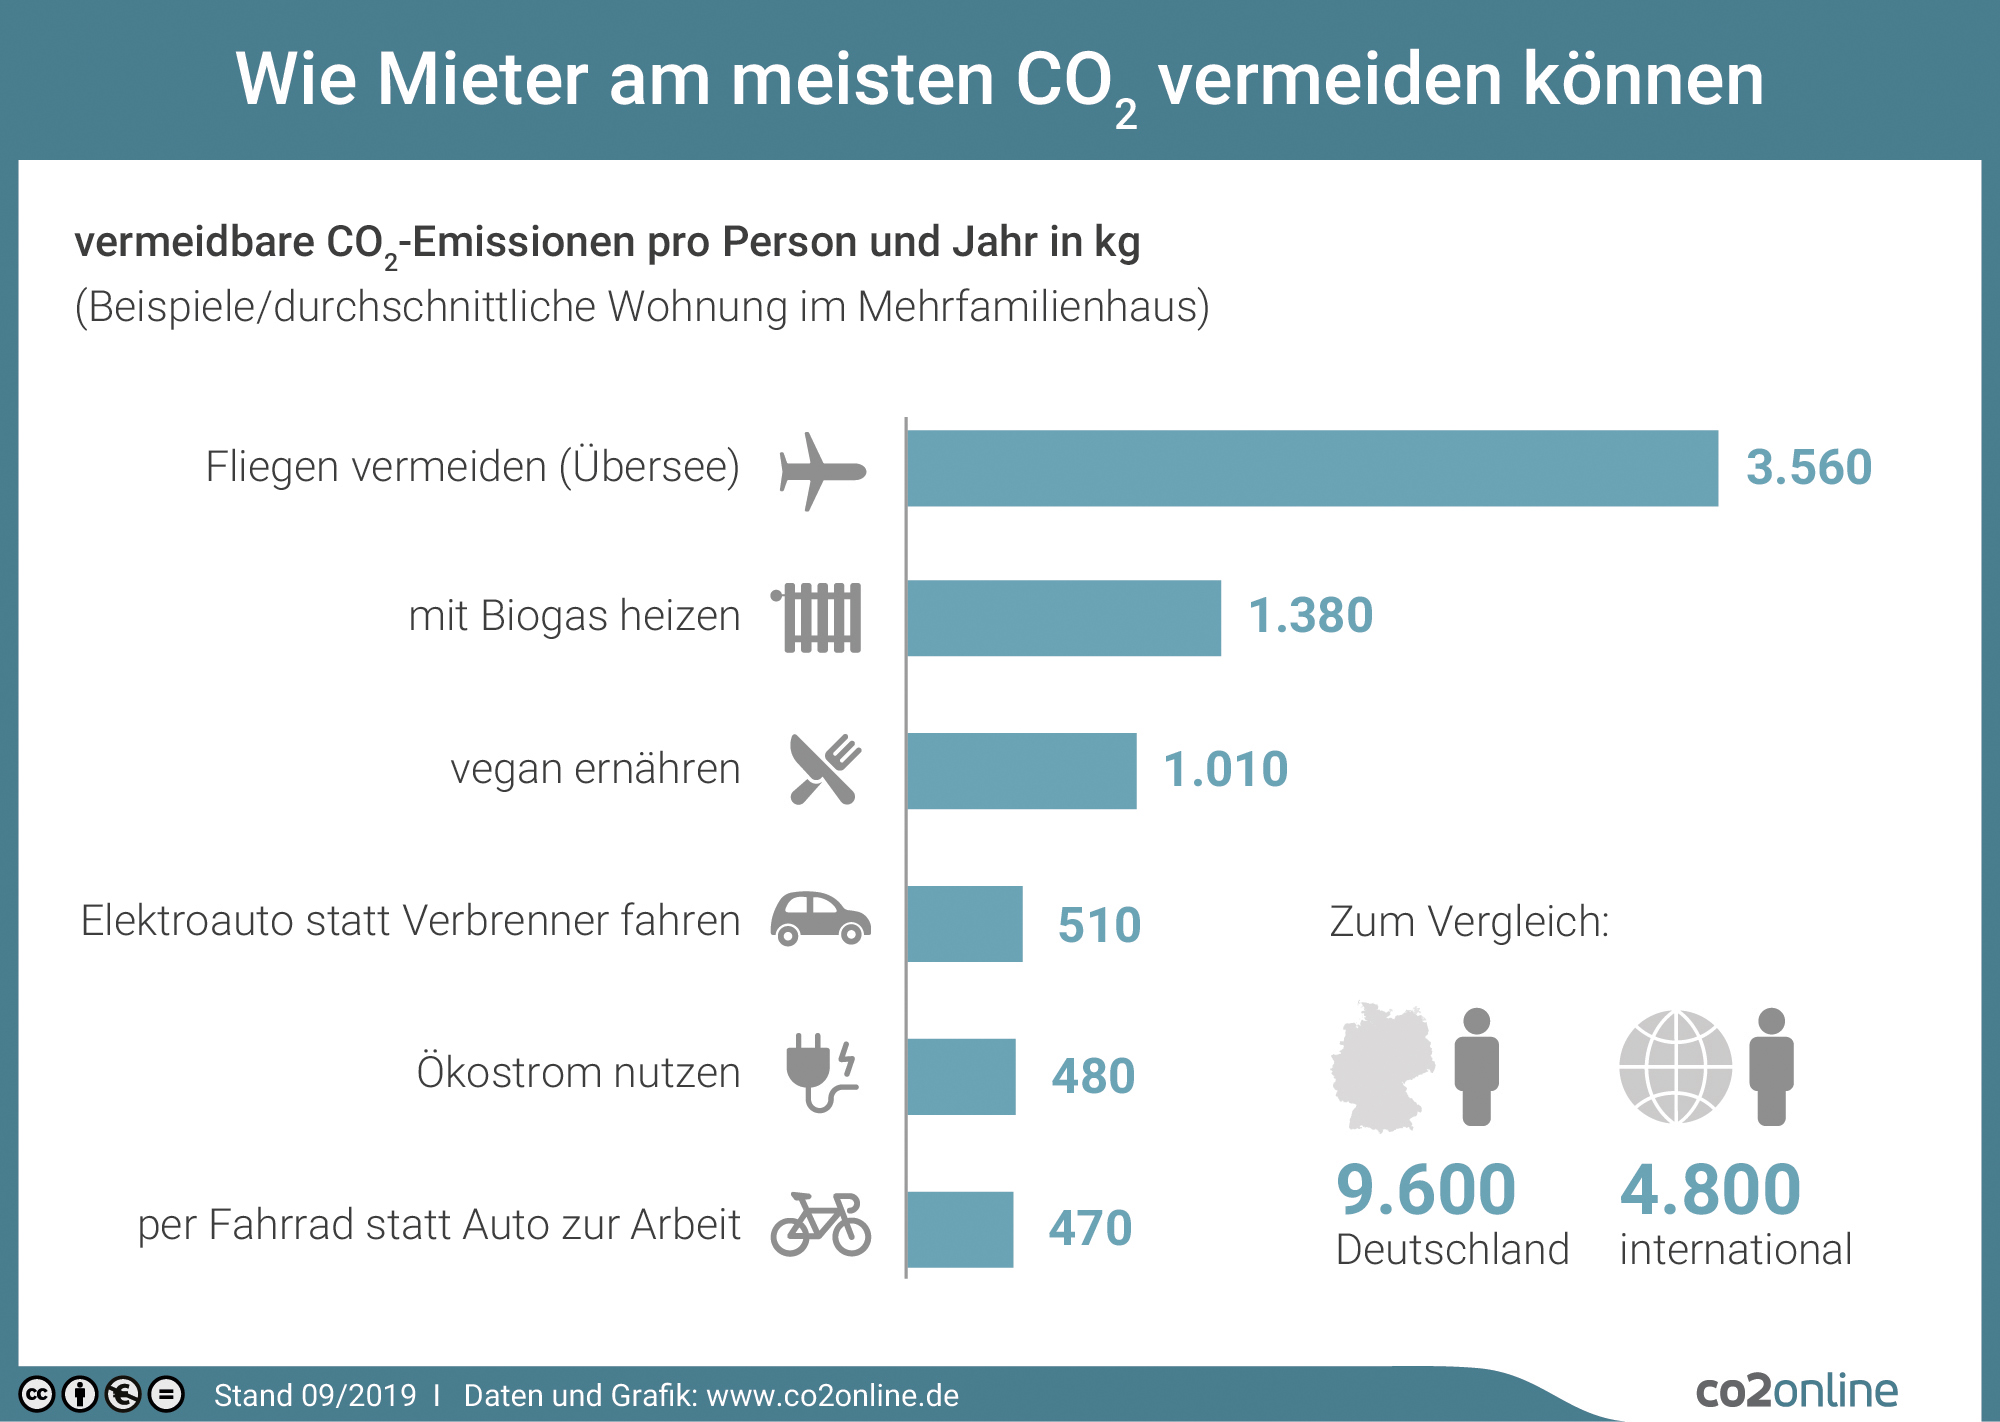 Wie Mieter am meisten CO₂ vermeiden können
vermeidbare CO₂-Emissionen pro Person und Jahr in kg
(Beispiele/durchschnittliche Wohnung im Mehrfamilienhaus)
Fliegen vermeiden (Übersee) 3.560
mit Biogas heizen 1.380
vegan ernähren 1.010
Elektroauto statt Verbrenner fahren 510
Ökostrom nutzen 480
per Fahrrad statt Auto zur Arbeit 470
Zum Vergleich:
9.600 4.800
Deutschland international
cc Stand 09/2019 I Daten und Grafik: www.co2online.de
co2online